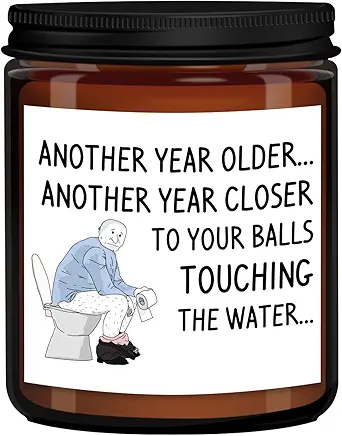 ANOTHER YEAR OLDER...
ANOTHER YEAR CLOSER
TO YOUR BALLS
TOUCHING
THE WATER...